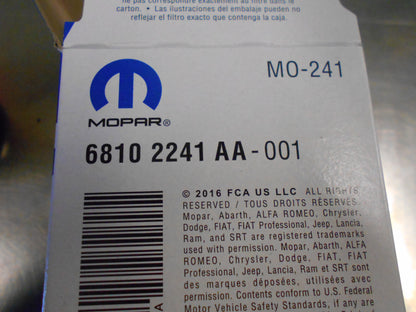 ne pas correspondre exactement au filtre dans le
carton. • Las ilustraciones del embalaje pueden no
reflejar el filtro exacto que contenga la caja.
MO-241
MOPAR®
6810 2241 AA-001
© 2016 FCA US LLC ALL RIGHTS
RESERVED / TOUS DROITS RÉSERVÉS.
Mopar, Abarth, ALFA ROMEO, Chrysler,
Dodge, FIAT, FIAT Professional, Jeep, Lancia,
Ram, and SRT are registered trademarks
used with permission. Mopar, Abarth, ALFA
ROMEO, Chrysler, Dodge, FIAT, FIAT
Professional, Jeep, Lancia, Ram et SRT sont
des marques déposées, utilisées avec
permission. Contents conform to U.S. Federal
Motor Vehicle Safety Standards, if any are